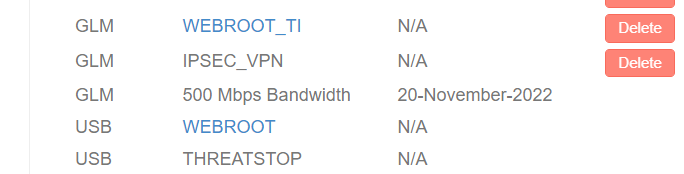 GLM WEBROOT_TI N/A Delete
GLM IPSEC_VPN N/A Delete
GLM 500 Mbps Bandwidth 20-November-2022
USB WEBROOT N/A
USB THREATSTOP N/A